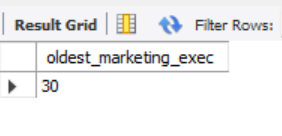 Result Grid Filter Rows:
oldest_marketing_exec
30